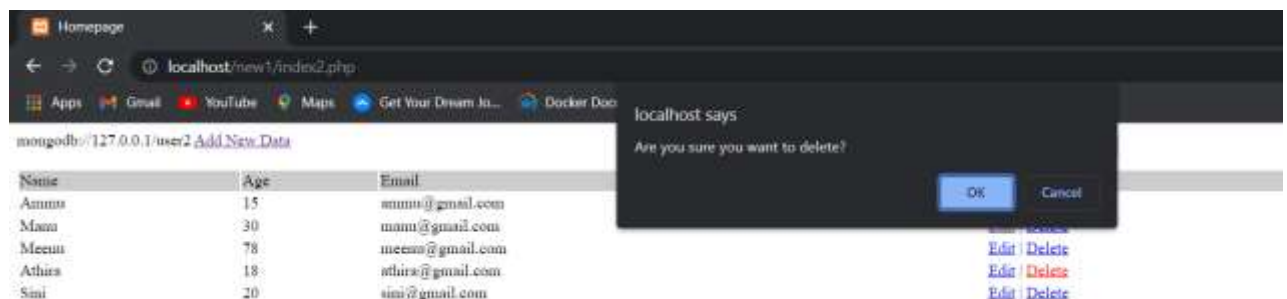 Homepage
localhost/new1/index2.php
Apps Gmail YouTube Maps Get Your Dream Jo... Docker Doc
localhost says
Are you sure you want to delete?
OK Cancel
mongodb://127.0.0.1/user2 Add New Data
Name Age Email
Ammu 15 ammu@gmail.com
Manu 30 manu@gmail.com
Meenu 78 meenu@gmail.com Edit | Delete
Athira 18 athira@gmail.com Edit | Delete
Sini 20 sini@gmail.com Edit | Delete